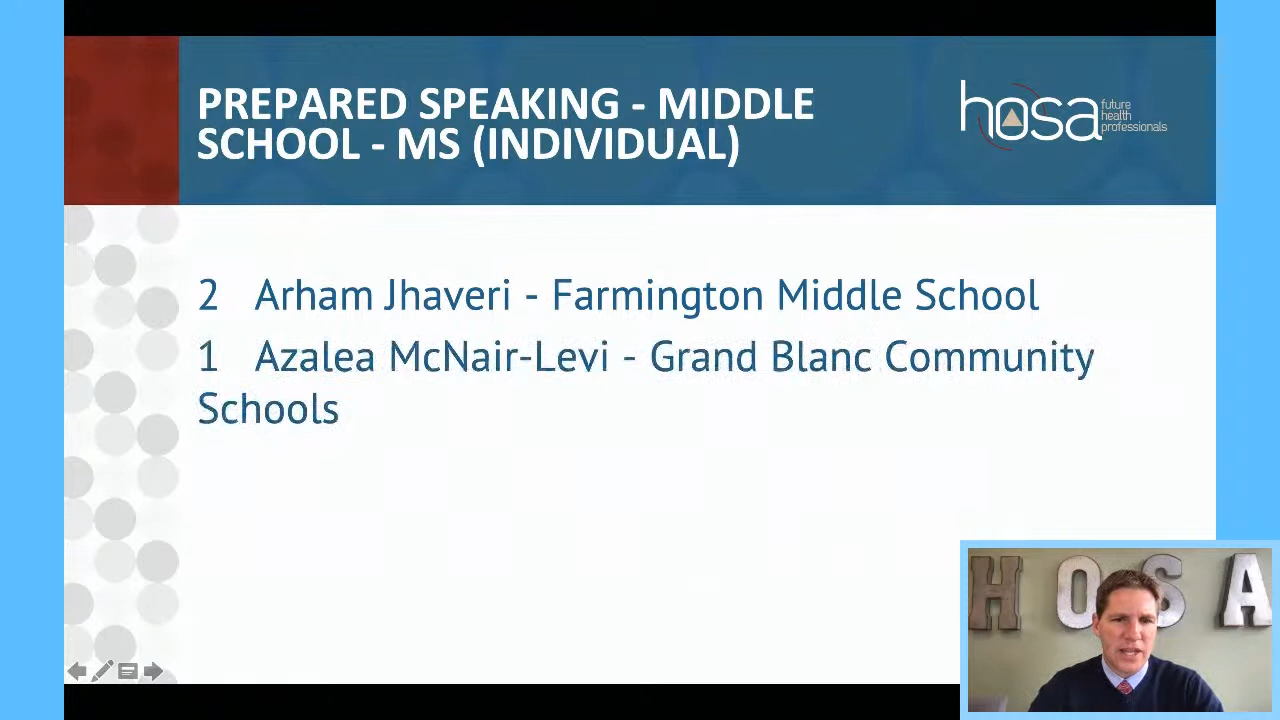 PREPARED SPEAKING - MIDDLE
SCHOOL - MS (INDIVIDUAL)
hosa
future
health
professionals
2 Arham Jhaveri - Farmington Middle School
1 Azalea McNair-Levi - Grand Blanc Community
Schools
HOSA